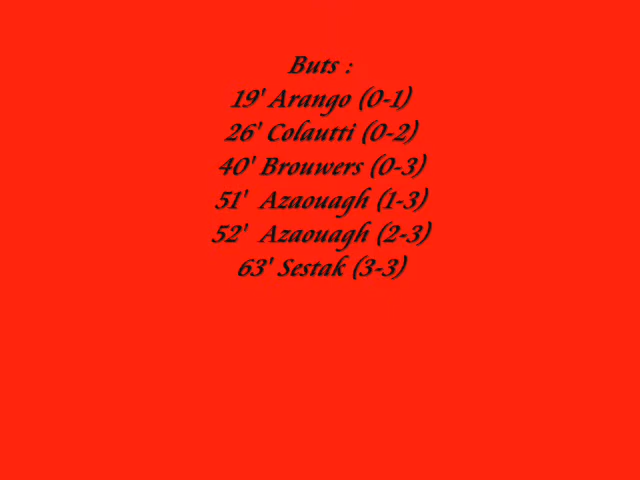 Buts :
19' Arango (0-1)
26' Colautti (0-2)
40' Brouwers (0-3)
51'  Azaouagh (1-3)
52'  Azaouagh (2-3)
63' Sestak (3-3)